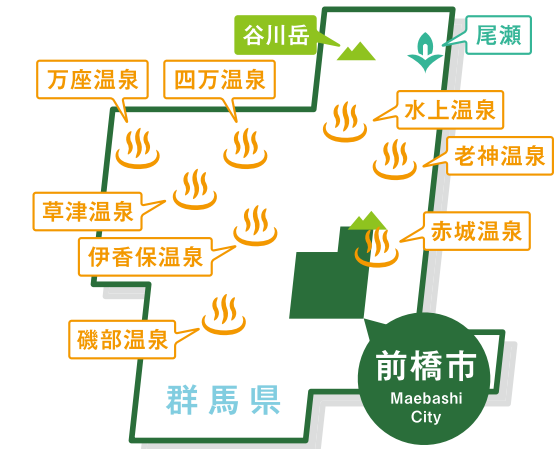 谷川岳
尾瀬
万座温泉
四万温泉
水上温泉
老神温泉
草津温泉
赤城温泉
伊香保温泉
磯部温泉
前橋市
Maebashi
City
群馬県